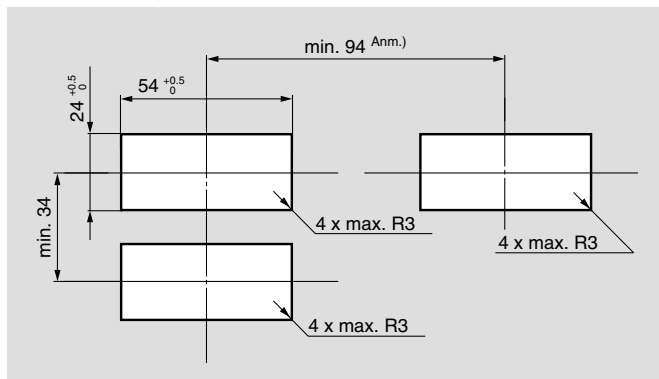 min. 94 Anm.)
54 +0.5 0
24 +0.5 0
min. 34
4 x max. R3
4 x max. R3
4 x max. R3